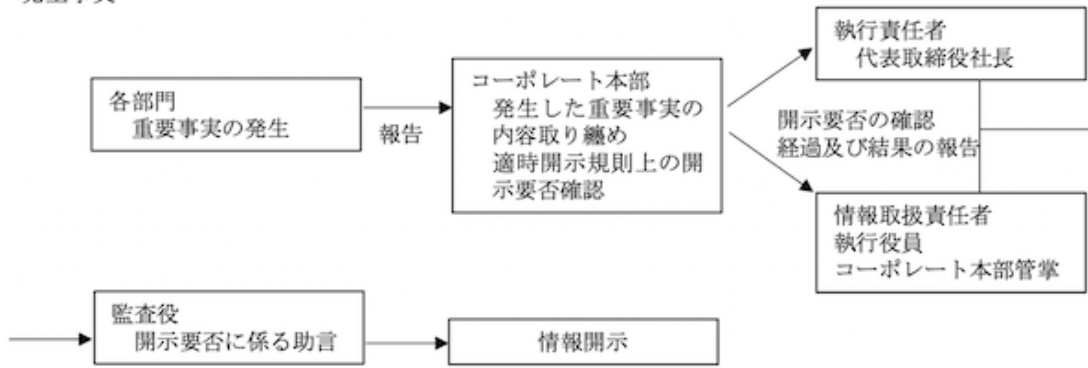 各部門
重要事実の発生
報告
コーポレート本部
発生した重要事実の
内容取り纏め
適時開示規則上の開
示要否確認
執行責任者
代表取締役社長
開示要否の確認
経過及び結果の報告
情報取扱責任者
執行役員
コーポレート本部管掌
監査役
開示要否に係る助言
情報開示